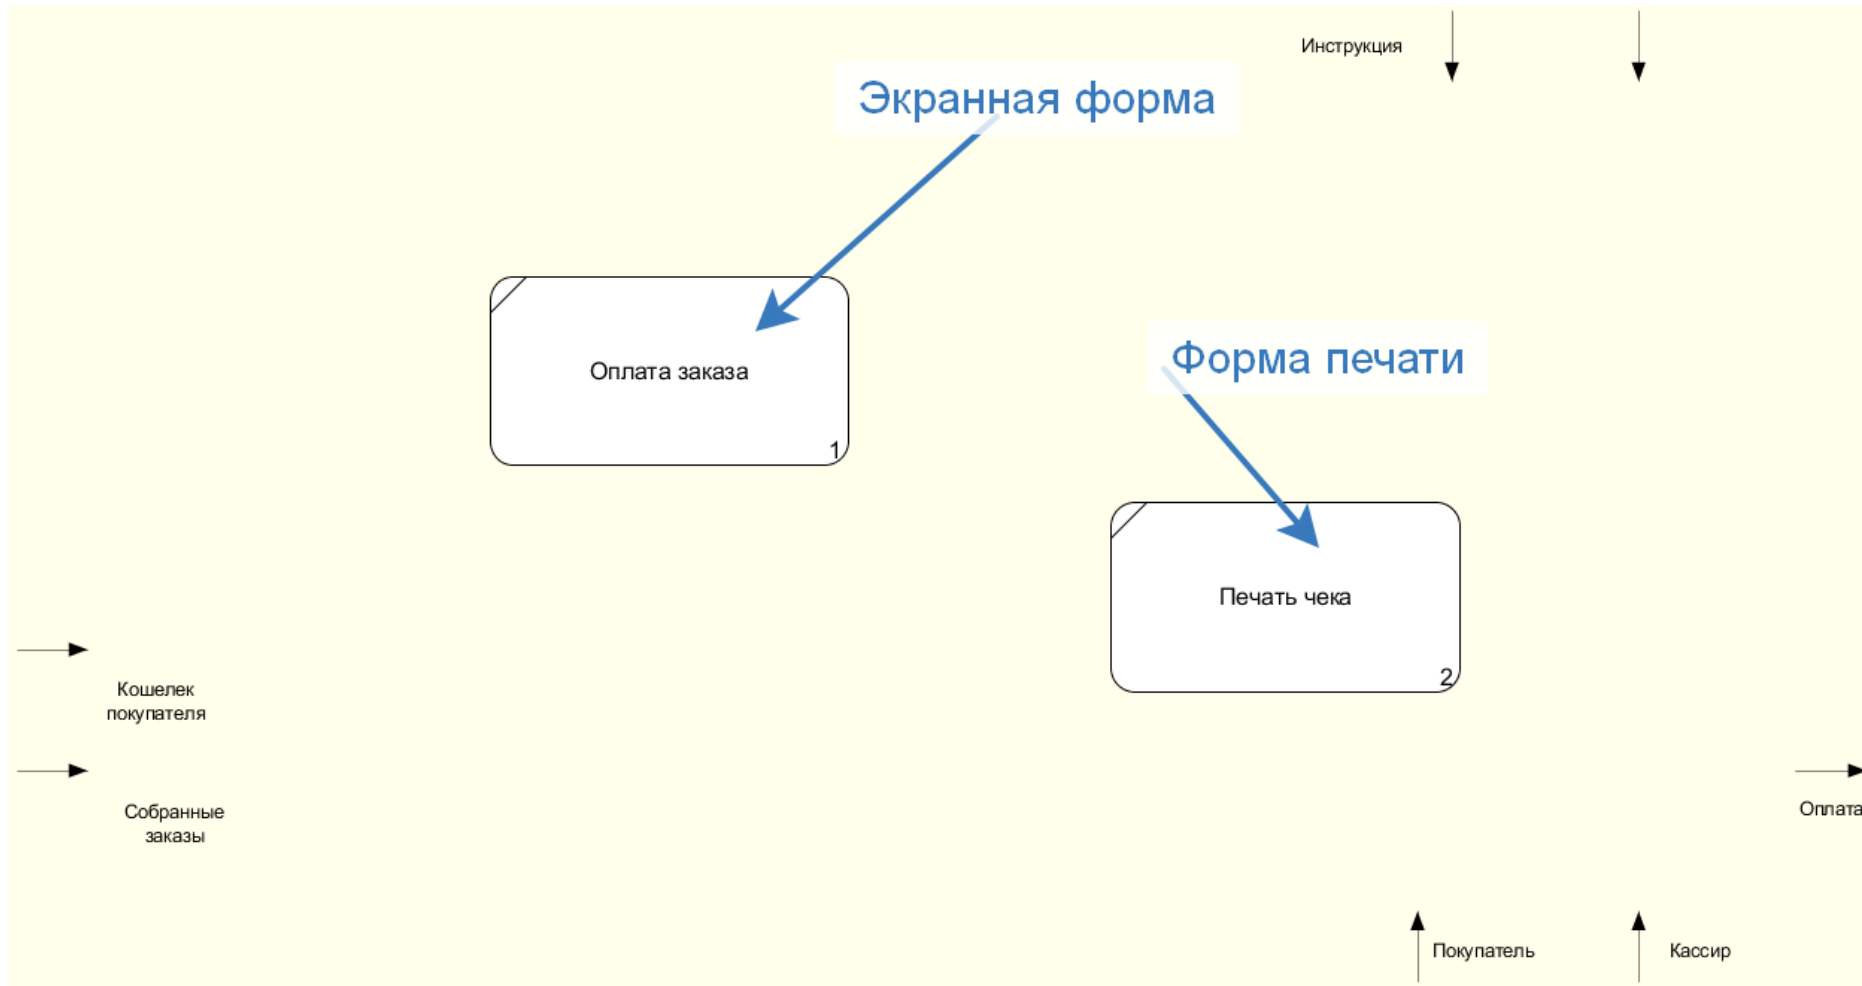 Инструкция
Экранная форма
Форма печати
Оплата заказа
1
Печать чека
2
Кошелек
покупателя
Собранные
заказы
Оплата
Покупатель
Кассир